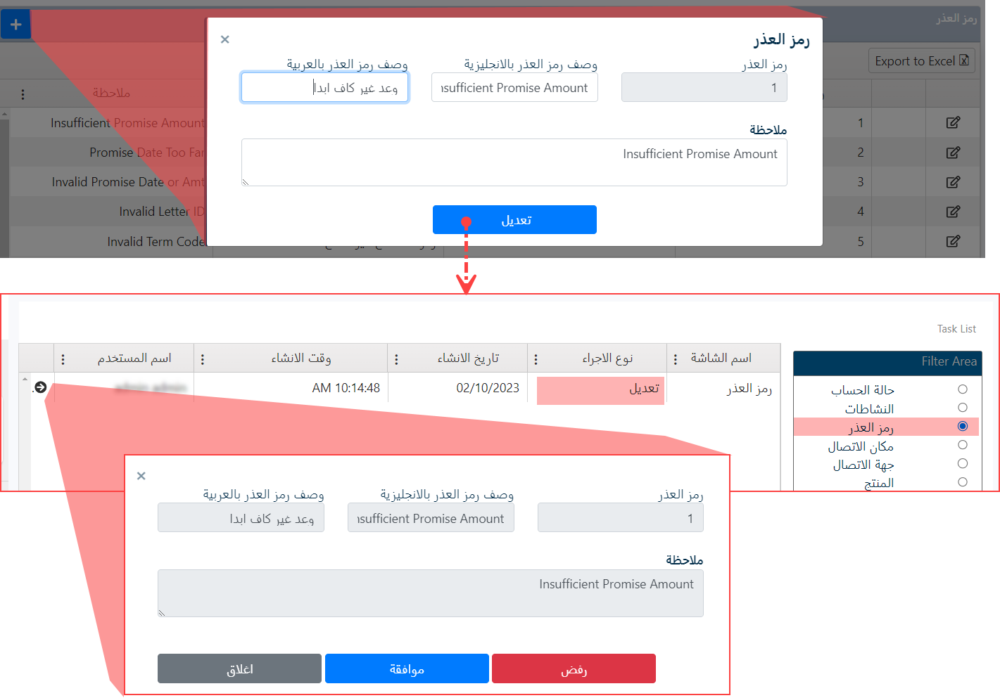 رمز العذر
Export to Excel
ملاحظة
1 Insufficient Promise Amount
2 Promise Date Too Far
3 Invalid Promise Date or Amt
4 Invalid Letter ID
5 Invalid Term Code
رمز العذر
×
رمز العذر
وصف رمز العذر بالانجليزية
وصف رمز العذر بالعربية
1
nsufficient Promise Amount
وعد غير كاف ابدا
ملاحظة
Insufficient Promise Amount
تعديل
Task List
Filter Area
حالة الحساب
النشاطات
رمز العذر
مكان الاتصال
جهة الاتصال
المنتج
اسم الشاشة
نوع الاجراء
تاريخ الانشاء
وقت الانشاء
اسم المستخدم
رمز العذر
تعديل
02/10/2023
AM 10:14:48
×
رمز العذر
وصف رمز العذر بالانجليزية
وصف رمز العذر بالعربية
1
nsufficient Promise Amount
وعد غير كاف ابدا
ملاحظة
Insufficient Promise Amount
رفض
موافقة
اغلاق